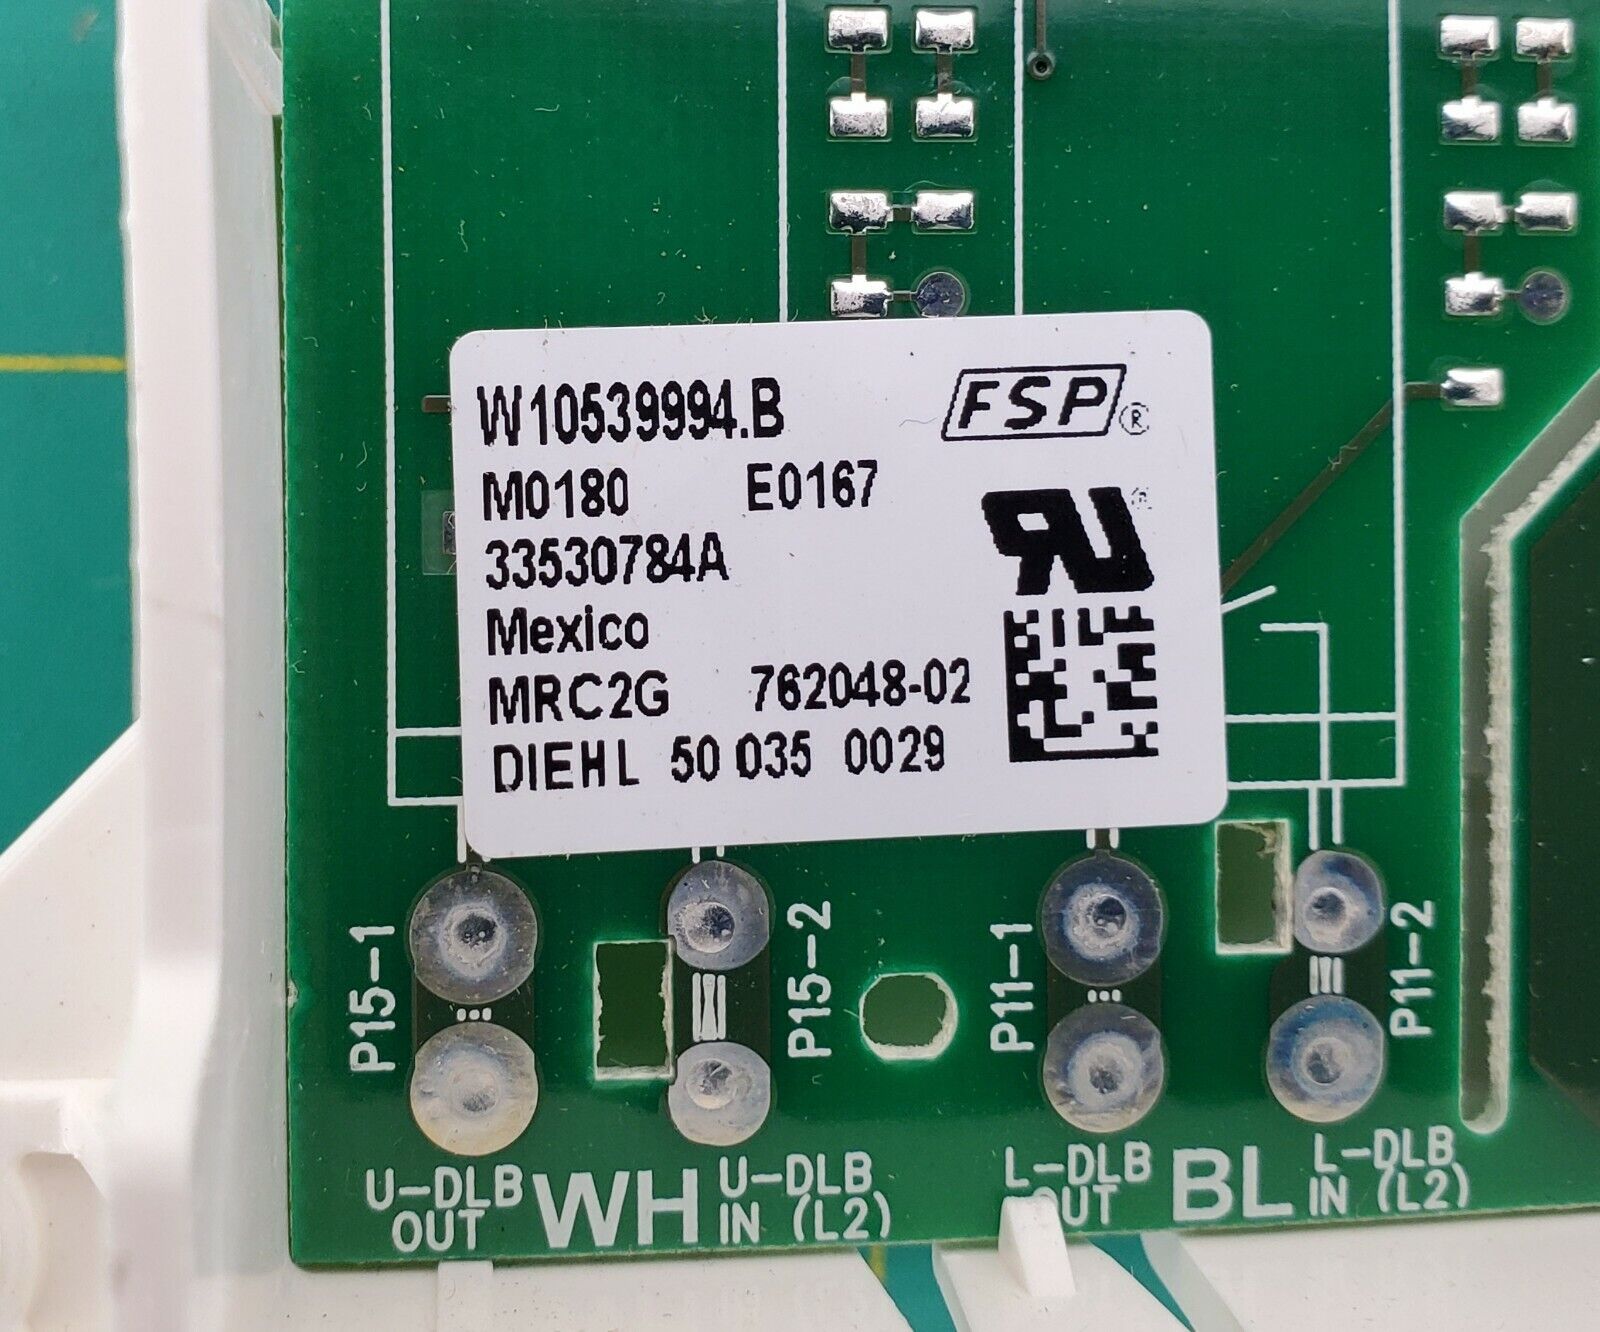 W10539994.B
FSP®
M0180 E0167
33530784A
Mexico
MRC2G 762048-02
DIEHL 50 035 0029
P15-1
P15-2
P11-1
P11-2
U-DLB
OUT
WH
U-DLB
IN (L2)
L-DLB
OUT
BL
L-DLB
IN (L2)